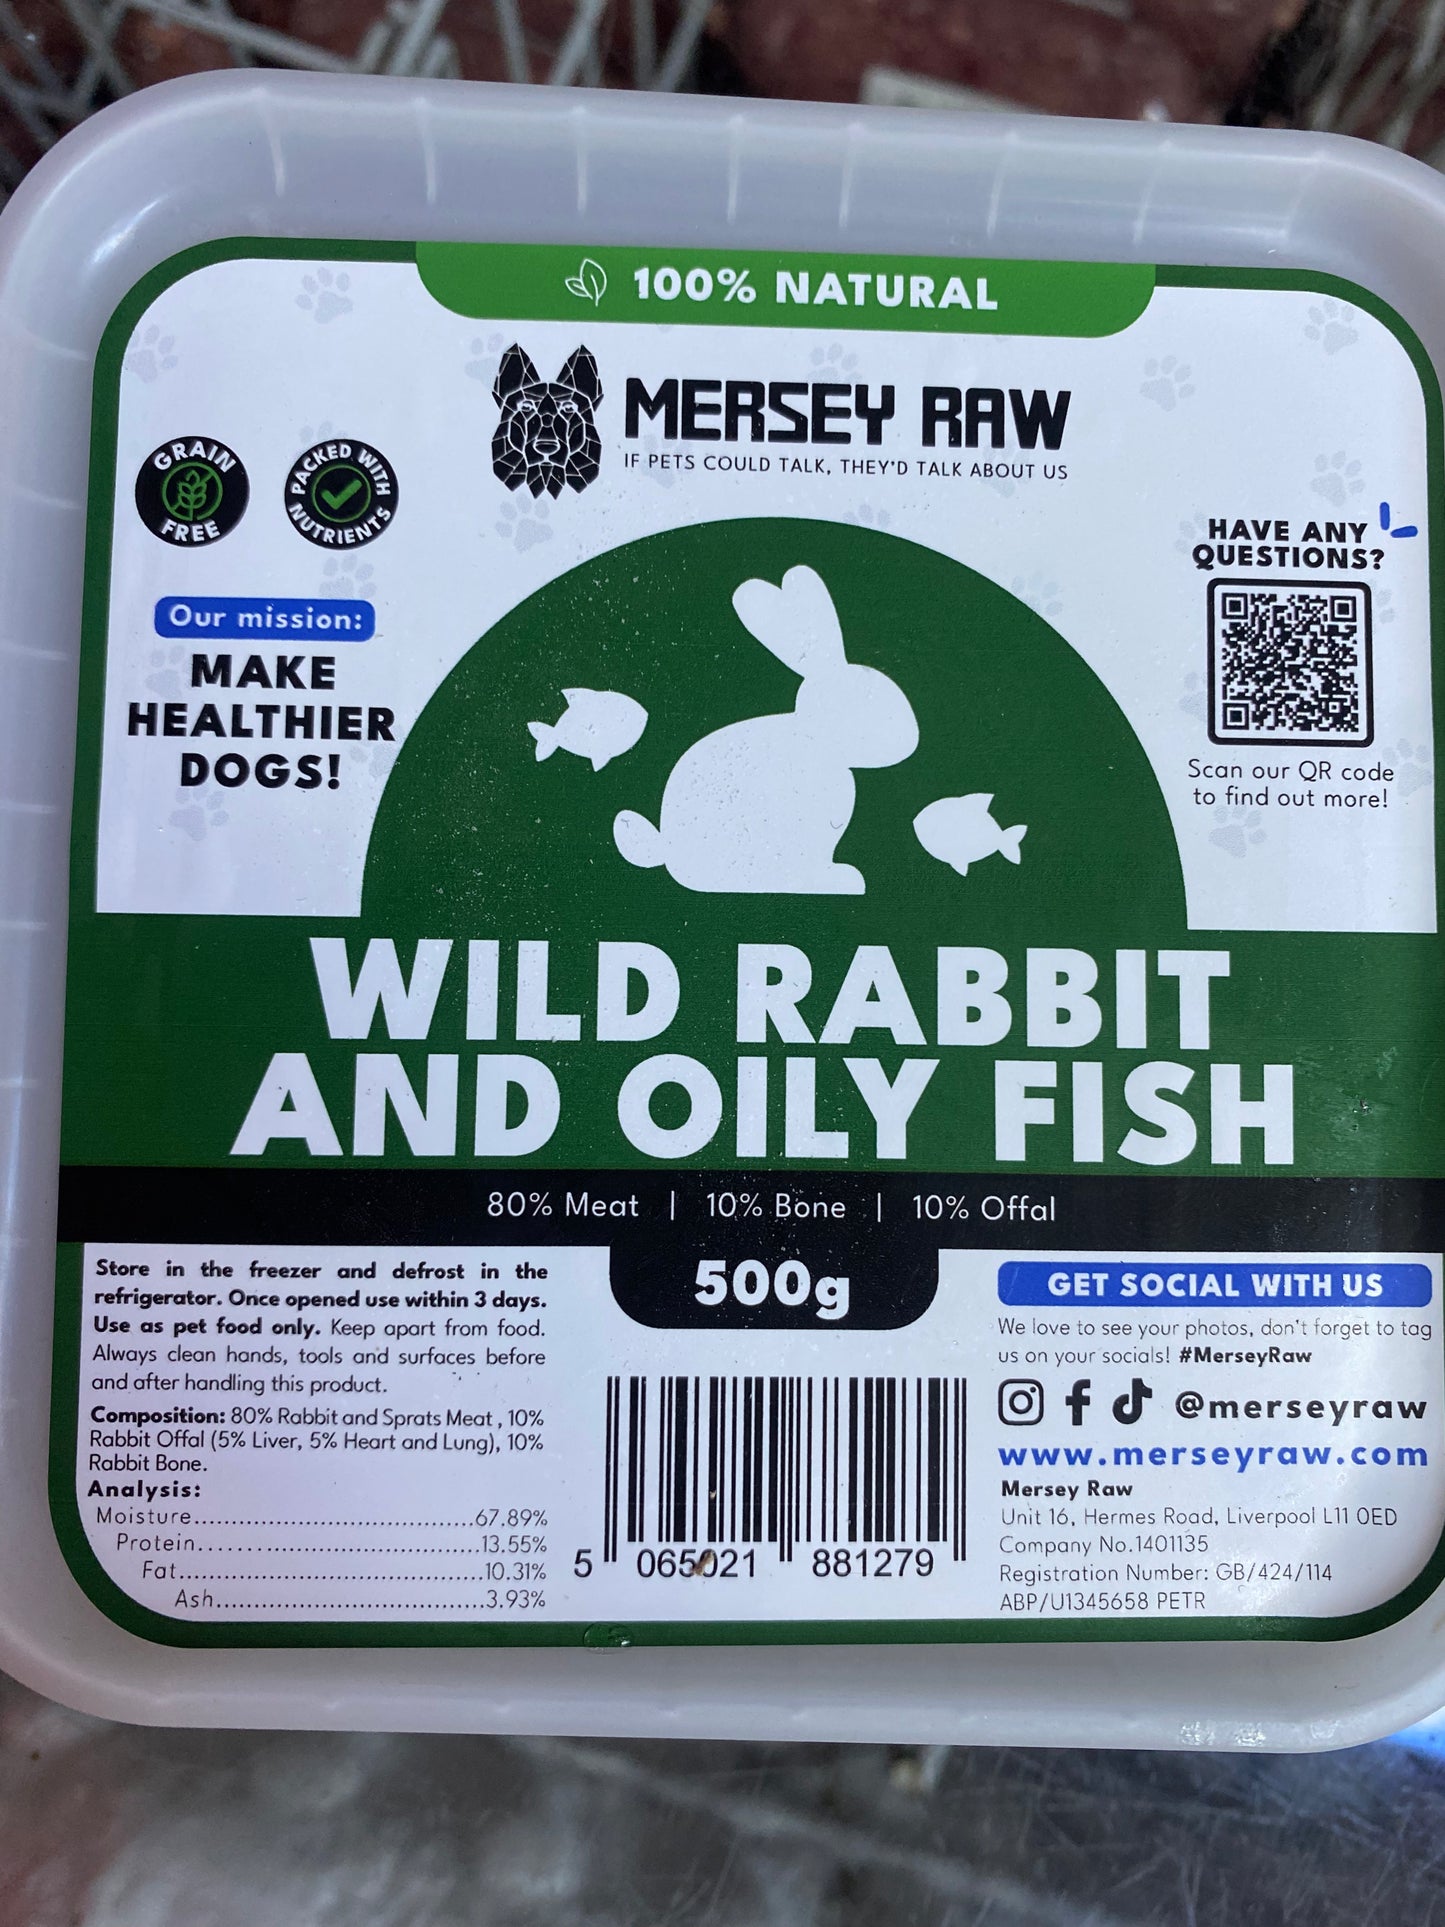 100% NATURAL
MERSEY RAW
IF PETS COULD TALK, THEY'D TALK ABOUT US
GRAIN
FREE
PACKED WITH
NUTRIENTS
Our mission:
MAKE
HEALTHIER
DOGS!
HAVE ANY
QUESTIONS?
Scan our QR code
to find out more!
WILD RABBIT
AND OILY FISH
80% Meat | 10% Bone | 10% Offal
500g
Store in the freezer and defrost in the
refrigerator. Once opened use within 3 days.
Use as pet food only. Keep apart from food.
Always clean hands, tools and surfaces before
and after handling this product.
Composition: 80% Rabbit and Sprats Meat , 10%
Rabbit Offal (5% Liver, 5% Heart and Lung), 10%
Rabbit Bone.
Analysis:
Moisture.......................................67.89%
Protein.......................................13.55%
Fat..........................................10.31%
Ash.....................................3.93%
5 065021 881279
GET SOCIAL WITH US
We love to see your photos, don't forget to tag
us on your socials! #MerseyRaw
@merseyraw
www.merseyraw.com
Mersey Raw
Unit 16, Hermes Road, Liverpool L11 0ED
Company No.1401135
Registration Number: GB/424/114
ABP/U1345658 PETR